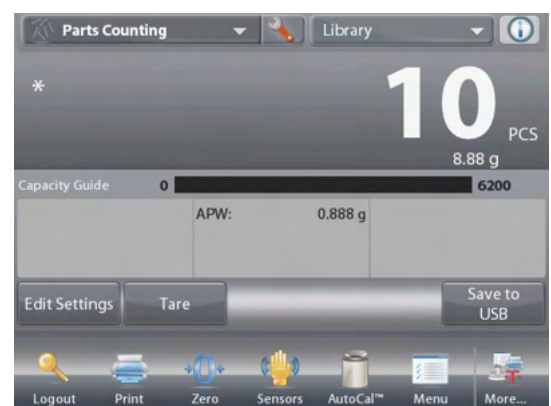 Parts Counting
Library
*
10 PCS
8.88 g
Capacity Guide 0 6200
APW: 0.888 g
Edit Settings
Tare
Save to
USB
Logout
Print
Zero
Sensors
AutoCal™
Menu
More...